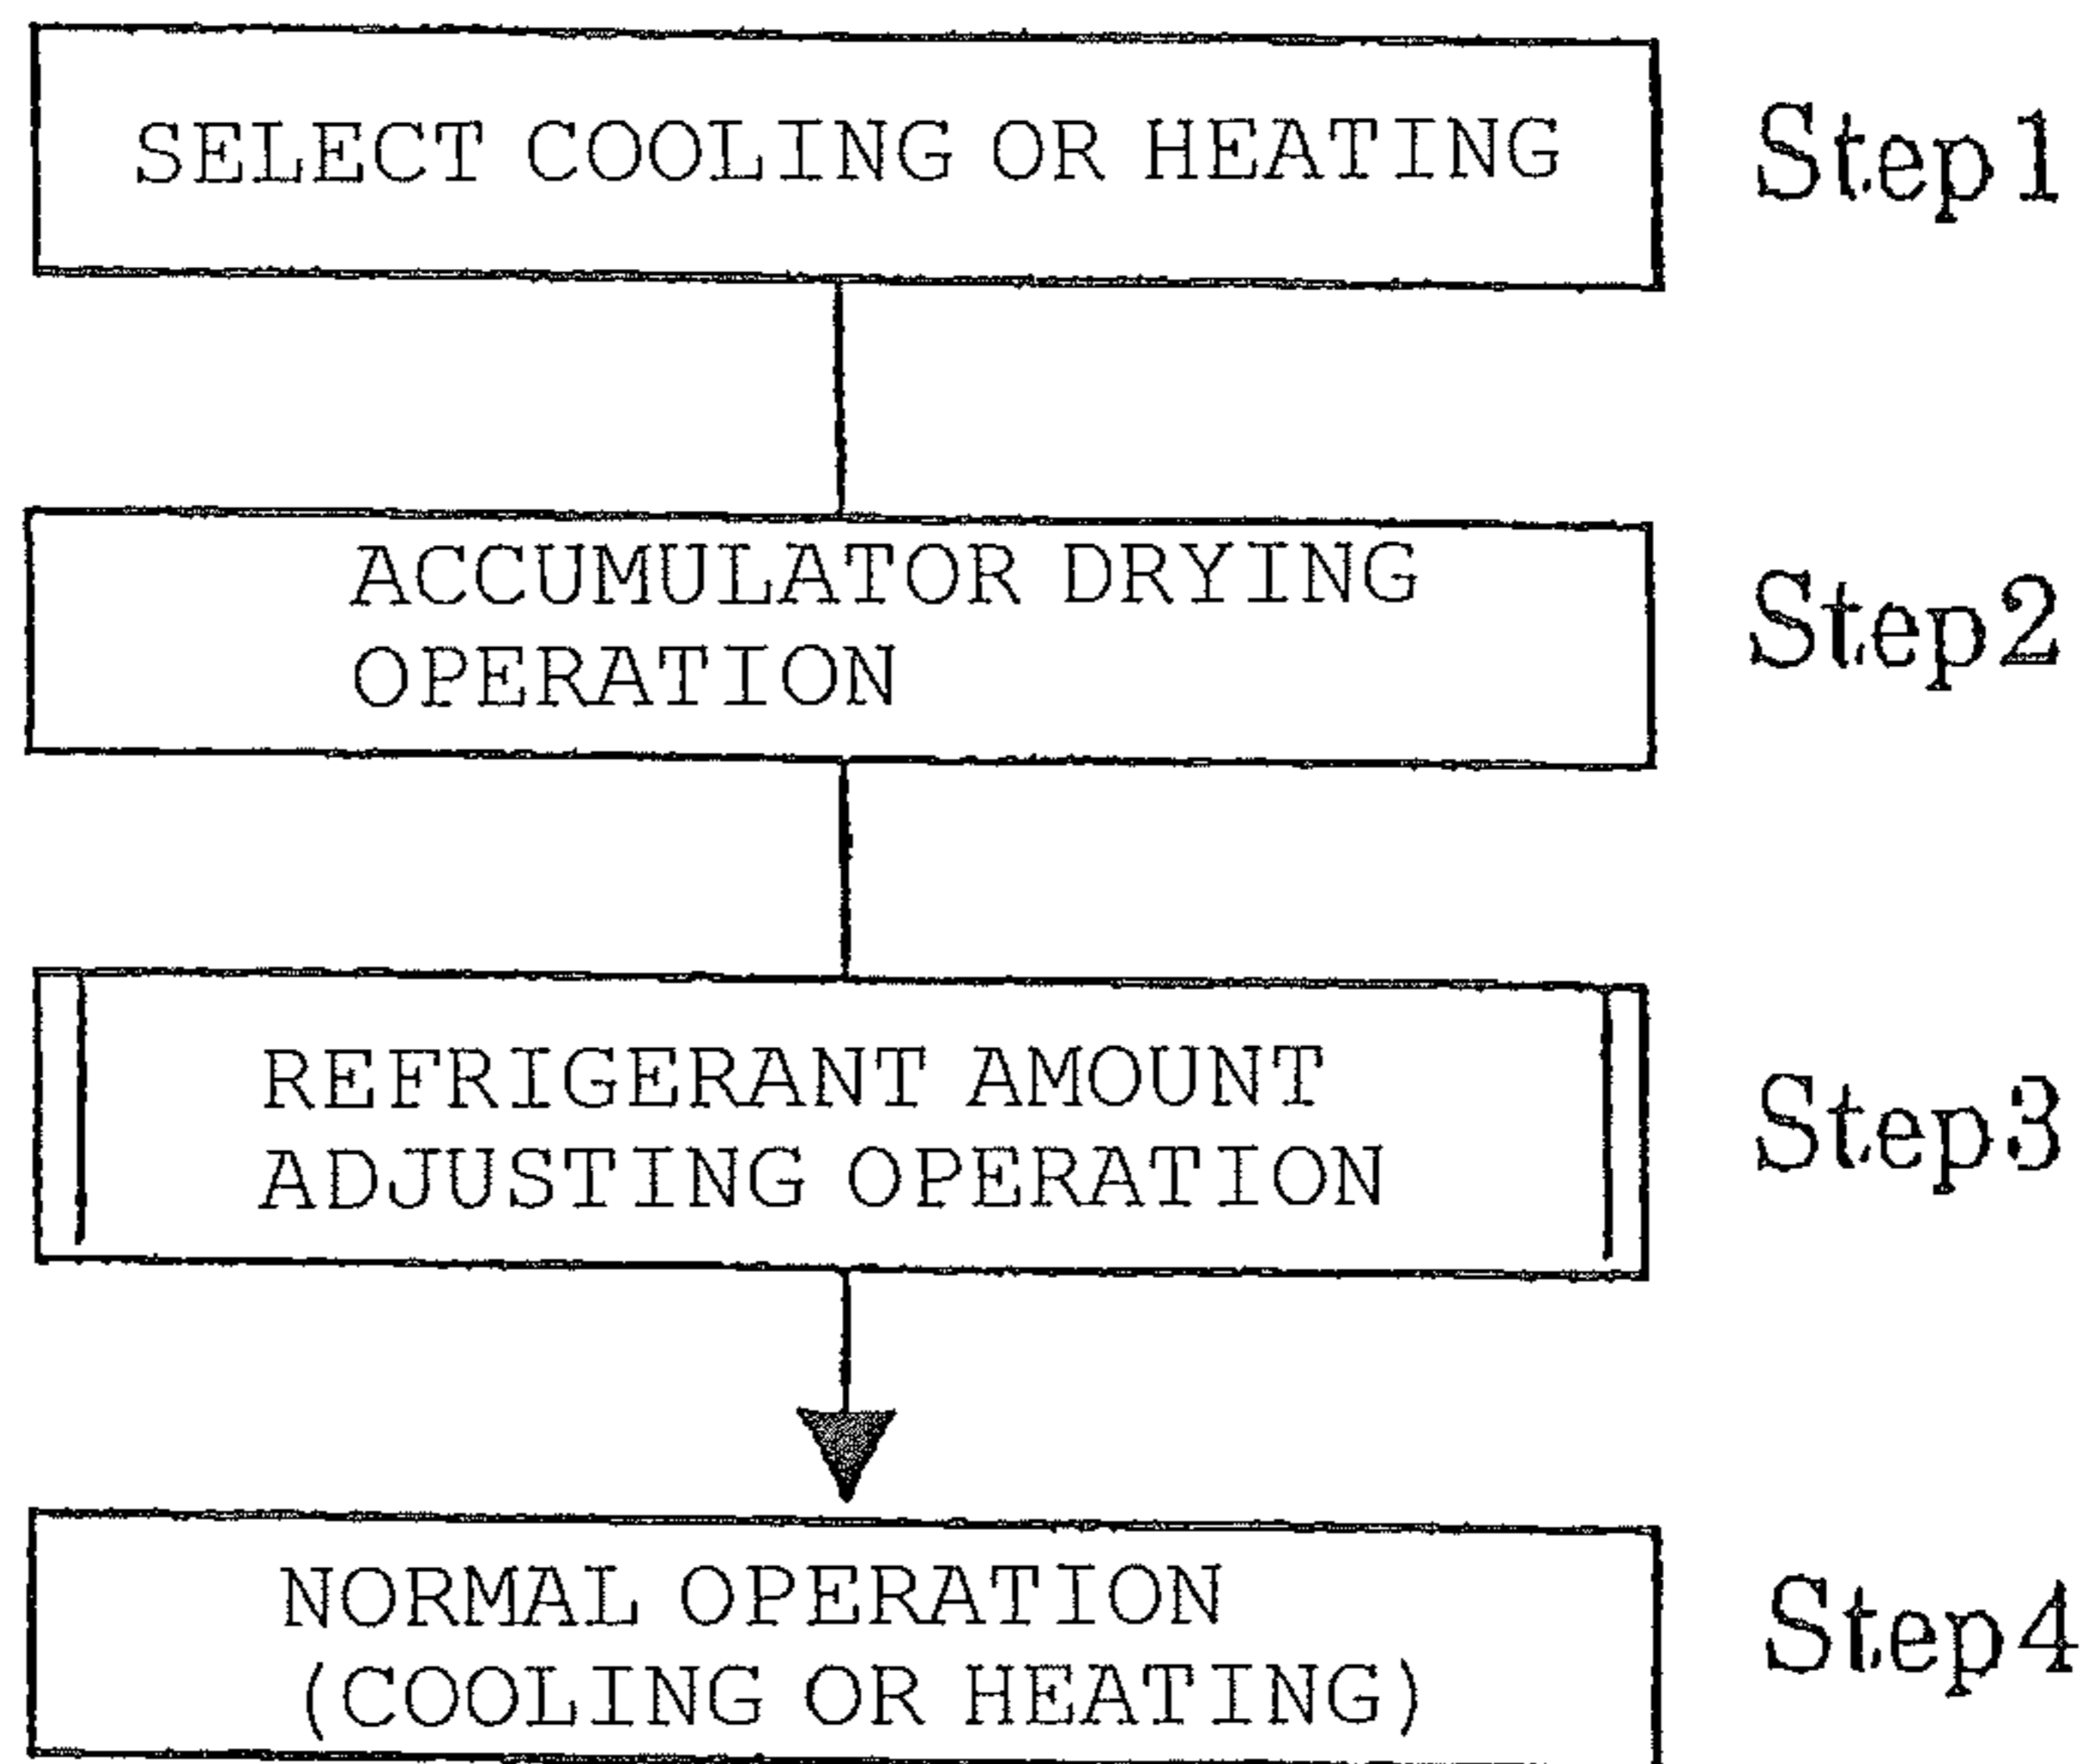 SELECT COOLING OR HEATING
Step1
ACCUMULATOR DRYING
OPERATION
Step2
REFRIGERANT AMOUNT
ADJUSTING OPERATION
Step3
NORMAL OPERATION
(COOLING OR HEATING)
Step4